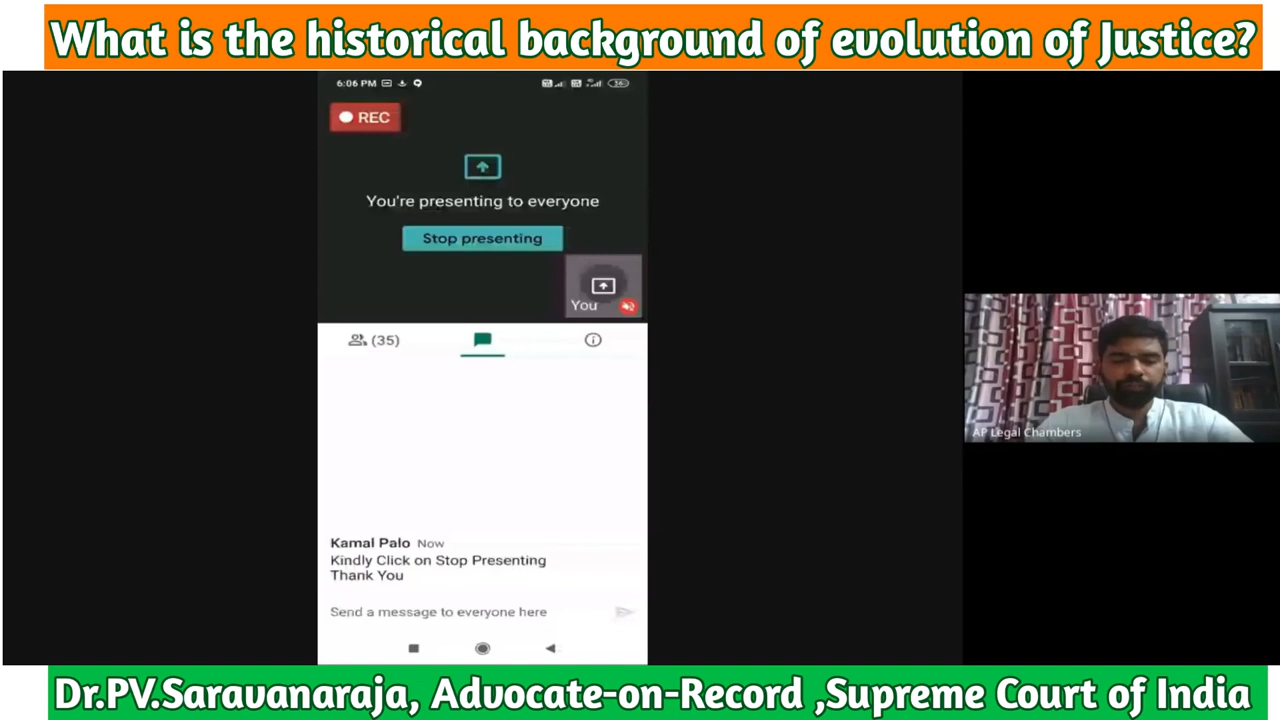 What is the historical background of evolution of Justice?
6:06 PM
36
REC
You're presenting to everyone
Stop presenting
You
(35)
AP Legal Chambers
Kamal Palo Now
Kindly Click on Stop Presenting
Thank You
Send a message to everyone here
Dr.PV.Saravanaraja, Advocate-on-Record ,Supreme Court of India